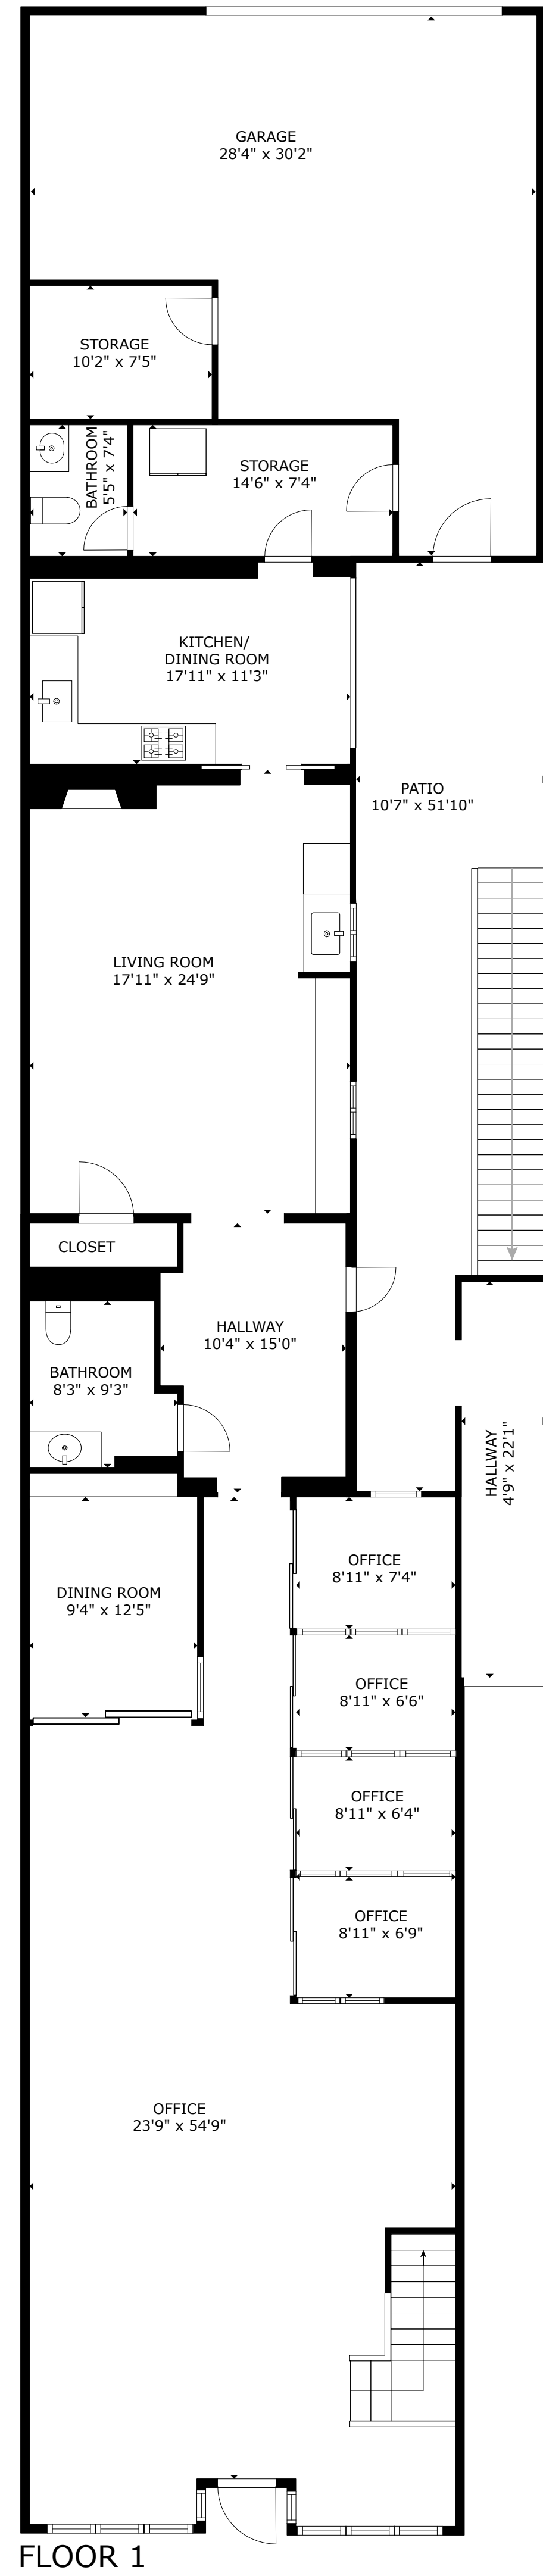 GARAGE
28'4" x 30'2"
STORAGE
10'2" x 7'5"
BATHROOM
5'5" x 7'4"
STORAGE
14'6" x 7'4"
KITCHEN/
DINING ROOM
17'11" x 11'3"
PATIO
10'7" x 51'10"
LIVING ROOM
17'11" x 24'9"
CLOSET
HALLWAY
10'4" x 15'0"
BATHROOM
8'3" x 9'3"
HALLWAY
4'9" x 22'1"
OFFICE
8'11" x 7'4"
DINING ROOM
9'4" x 12'5"
OFFICE
8'11" x 6'6"
OFFICE
8'11" x 6'4"
OFFICE
8'11" x 6'9"
OFFICE
23'9" x 54'9"
FLOOR 1